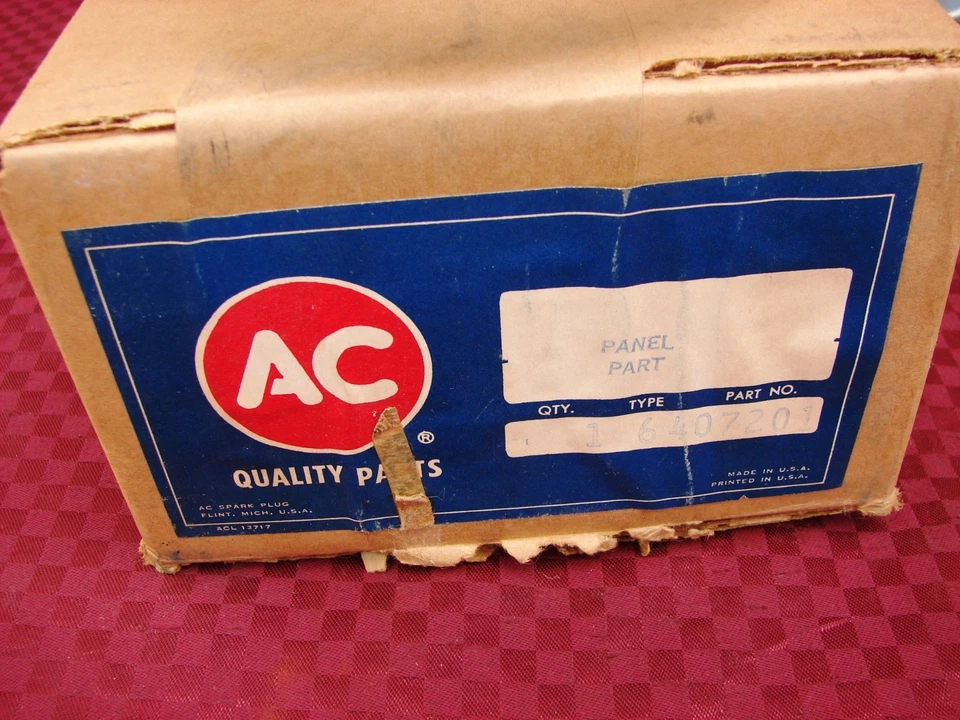 AC
®
QUALITY PARTS
AC SPARK PLUG
FLINT, MICH. U.S.A.
ACL 13717
PANEL
PART
QTY. TYPE PART NO.
1 6407201
MADE IN U.S.A.
PRINTED IN U.S.A.